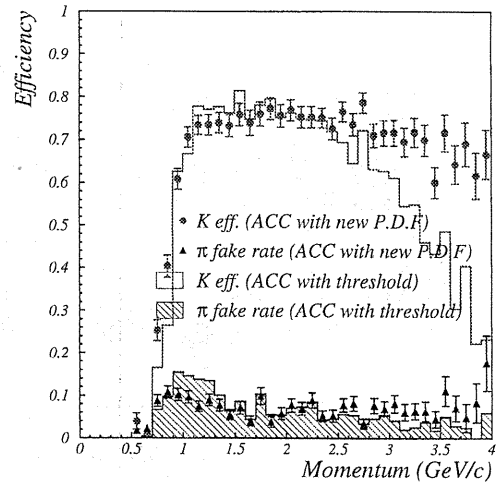 Efficiency
1
0.9
0.8
0.7
0.6
0.5
0.4
0.3
0.2
0.1
0
K eff. (ACC with new P.D.F)
π fake rate (ACC with new P.D.F)
K eff. (ACC with threshold)
π fake rate (ACC with threshold)
0 0.5 1 1.5 2 2.5 3 3.5 4
Momentum (GeV/c)